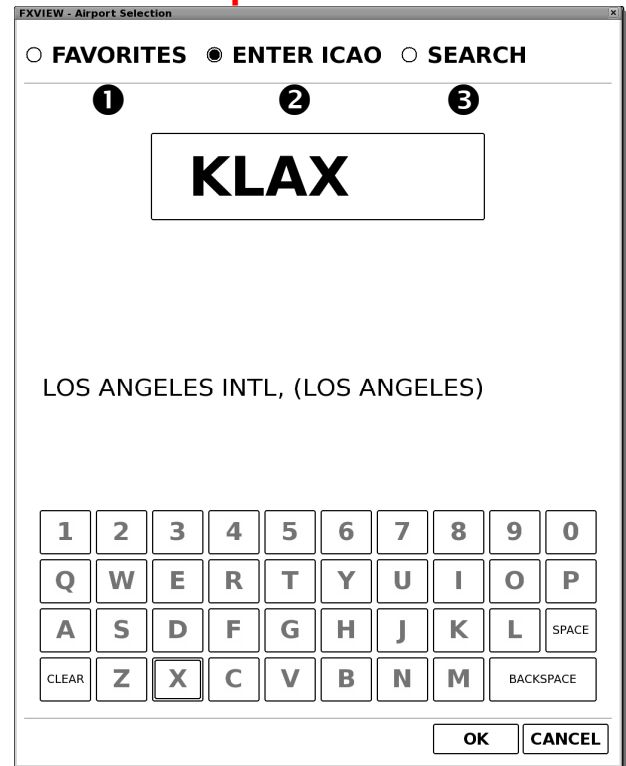 FXVIEW - Airport Selection ×
FAVORITES ENTER ICAO SEARCH
❶ ❷ ❸
KLAX
LOS ANGELES INTL, (LOS ANGELES)
1 2 3 4 5 6 7 8 9 0
Q W E R T Y U I O P
A S D F G H J K L SPACE
CLEAR Z X C V B N M BACKSPACE
OK CANCEL